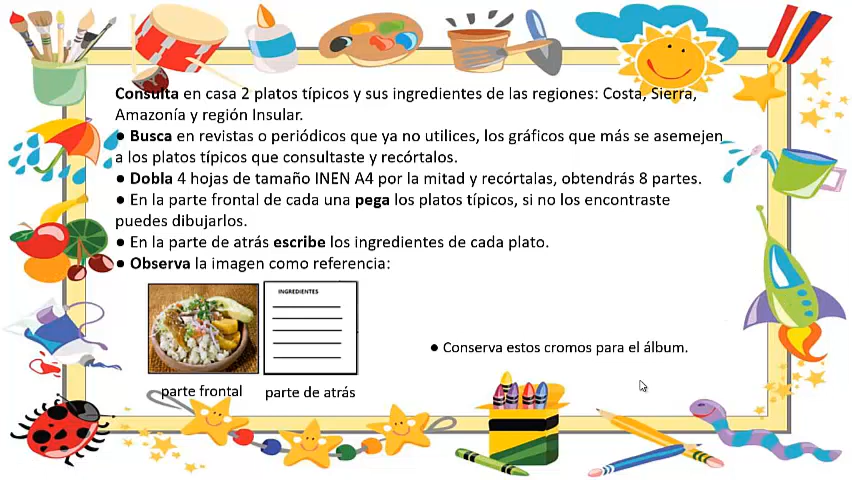 Consulta en casa 2 platos típicos y sus ingredientes de las regiones: Costa, Sierra,
Amazonía y región Insular.
● Busca en revistas o periódicos que ya no utilices, los gráficos que más se asemejen
a los platos típicos que consultaste y recórtalos.
● Dobla 4 hojas de tamaño INEN A4 por la mitad y recórtalas, obtendrás 8 partes.
● En la parte frontal de cada una pega los platos típicos, si no los encontraste
puedes dibujarlos.
● En la parte de atrás escribe los ingredientes de cada plato.
● Observa la imagen como referencia:
INGREDIENTES
● Conserva estos cromos para el álbum.
parte frontal
parte de atrás